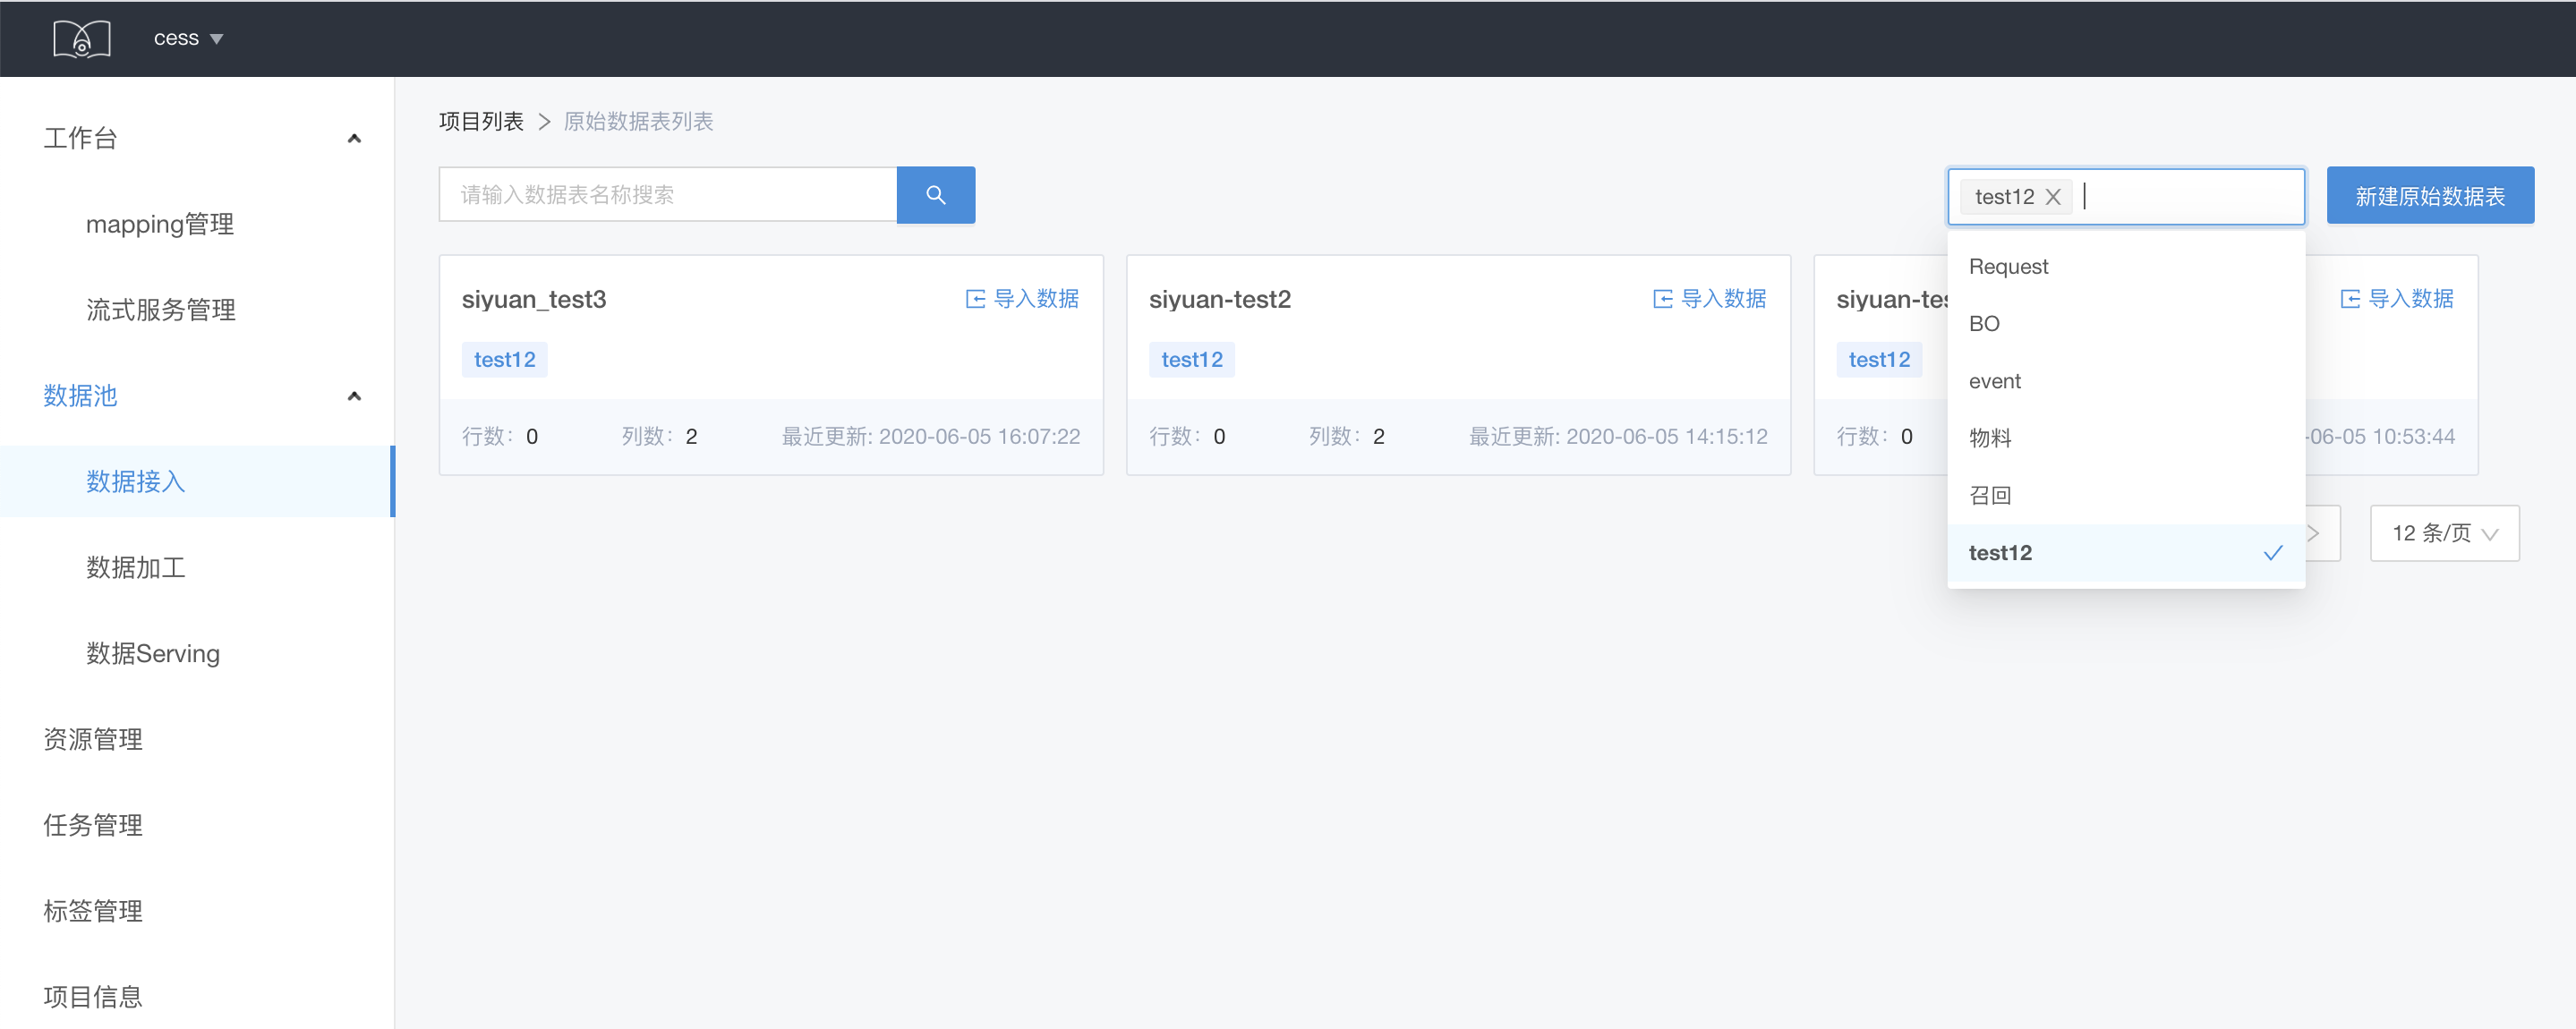 cess
工作台
mapping管理
流式服务管理
数据池
数据接入
数据加工
数据Serving
资源管理
任务管理
标签管理
项目信息
项目列表 > 原始数据表列表
请输入数据表名称搜索
test12 X
新建原始数据表
siyuan_test3
导入数据
test12
行数: 0
列数: 2
最近更新: 2020-06-05 16:07:22
siyuan-test2
导入数据
test12
行数: 0
列数: 2
最近更新: 2020-06-05 14:15:12
siyuan-tes
导入数据
test12
行数: 0
-06-05 10:53:44
Request
BO
event
物料
召回
test12
12 条/页